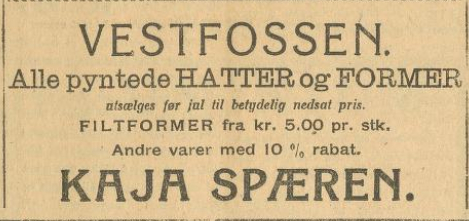 VESTFOSSEN.
Alle pyntede HATTER og FORMER
utsælges før jul til betydelig nedsat pris.
FILTFORMER fra kr. 5.00 pr. stk.
Andre varer med 10 % rabat.
KAJA SPÆREN.